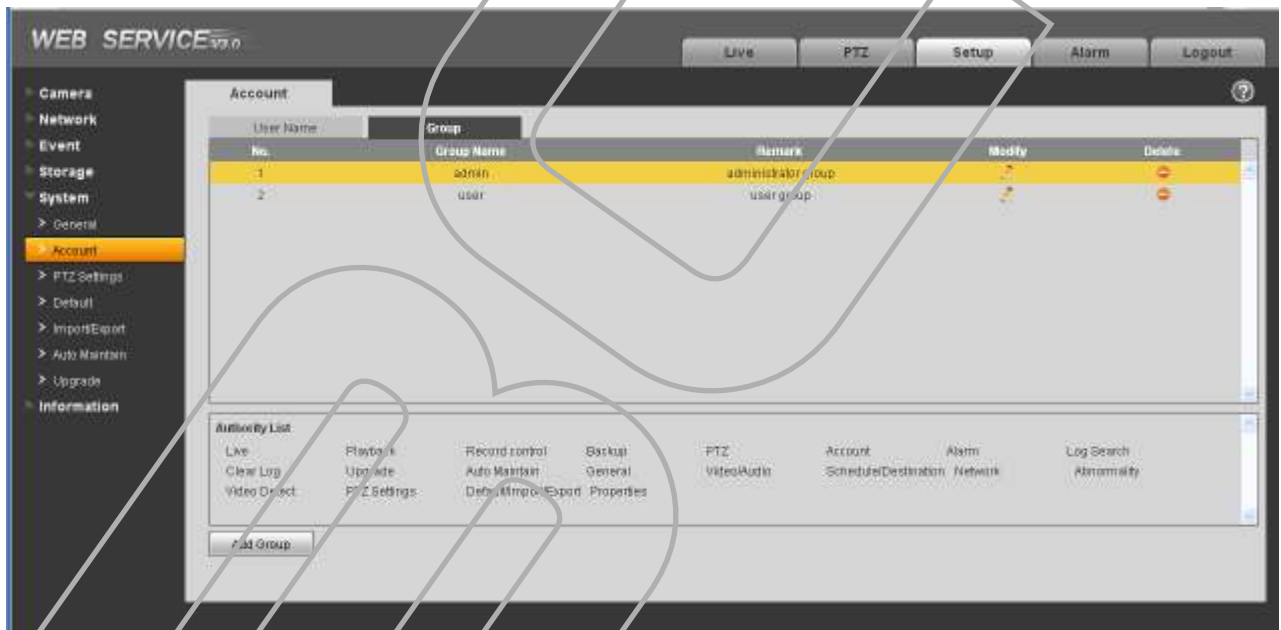 WEB SERVICE V3.0
Live PTZ Setup Alarm Logout
Camera
Network
Event
Storage
System
> General
> Account
> PTZ Settings
> Default
> Import/Export
> Auto Maintain
> Upgrade
Information
Account
User Name Group
No. Group Name Remark Modify Delete
1 admin administrator group
2 user user group
Authority List
Live Playback Record control Backup PTZ Account Alarm Log Search
Clear Log Upgrade Auto Maintain General Video/Audio Schedule/Destination Network Abnormality
Video Detect PTZ Settings Default/Import/Export Properties
Add Group